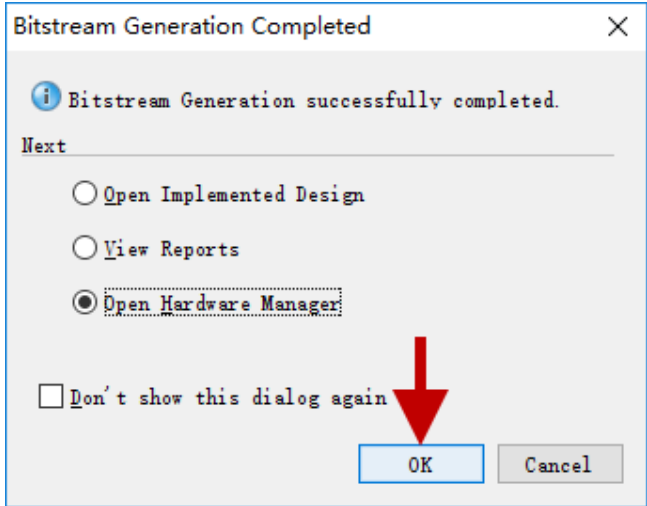 Bitstream Generation Completed
Bitstream Generation successfully completed.
Next
Open Implemented Design
View Reports
Open Hardware Manager
Don't show this dialog again
OK
Cancel